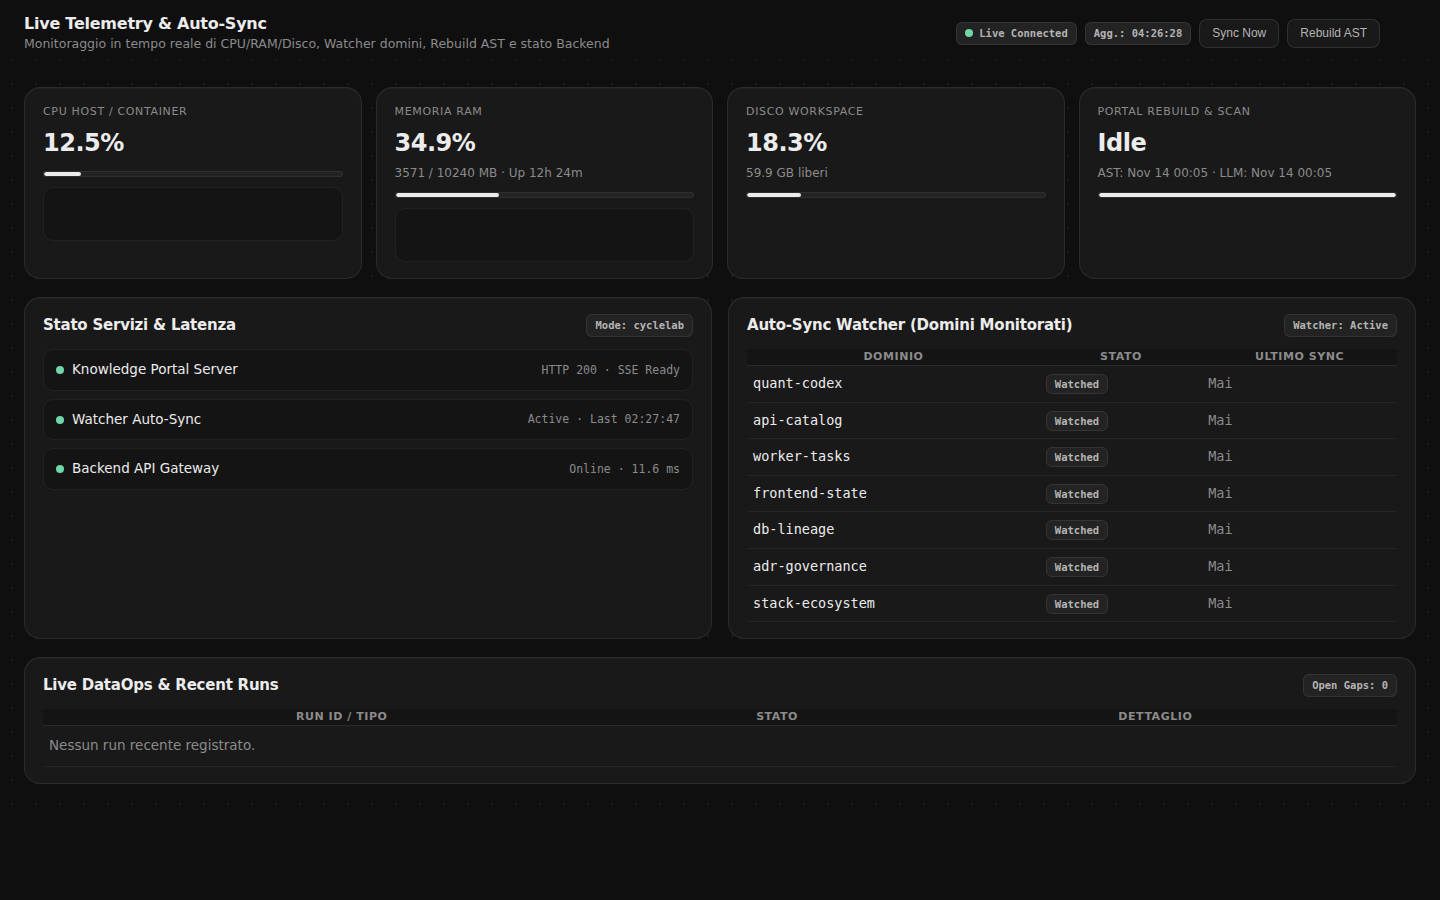 Live Telemetry & Auto-Sync
Monitoraggio in tempo reale di CPU/RAM/Disco, Watcher domini, Rebuild AST e stato Backend
Live Connected
Agg.: 04:26:28
Sync Now
Rebuild AST
CPU HOST / CONTAINER
12.5%
MEMORIA RAM
34.9%
3571 / 10240 MB · Up 12h 24m
DISCO WORKSPACE
18.3%
59.9 GB liberi
PORTAL REBUILD & SCAN
Idle
AST: Nov 14 00:05 · LLM: Nov 14 00:05
Stato Servizi & Latenza
Mode: cyclelab
Knowledge Portal Server
HTTP 200 · SSE Ready
Watcher Auto-Sync
Active · Last 02:27:47
Backend API Gateway
Online · 11.6 ms
Auto-Sync Watcher (Domini Monitorati)
Watcher: Active
DOMINIO STATO ULTIMO SYNC
quant-codex Watched Mai
api-catalog Watched Mai
worker-tasks Watched Mai
frontend-state Watched Mai
db-lineage Watched Mai
adr-governance Watched Mai
stack-ecosystem Watched Mai
Live DataOps & Recent Runs
Open Gaps: 0
RUN ID / TIPO STATO DETTAGLIO
Nessun run recente registrato.